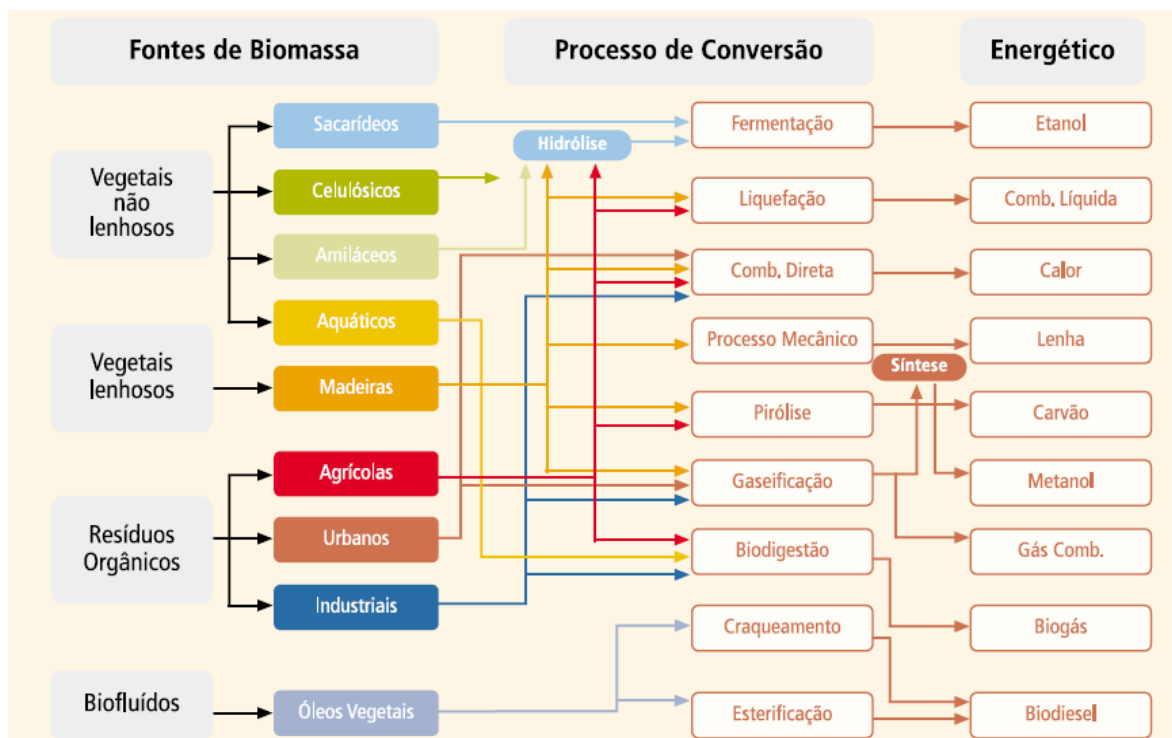 Fontes de Biomassa
Processo de Conversão
Energético
Vegetais
não
lenhosos
Vegetais
lenhosos
Resíduos
Orgânicos
Biofluídos
Sacarídeos
Celulósicos
Amiláceos
Aquáticos
Madeiras
Agrícolas
Urbanos
Industriais
Óleos Vegetais
Hidrólise
Fermentação
Liquefação
Comb. Direta
Processo Mecânico
Pirólise
Gaseificação
Biodigestão
Craqueamento
Esterificação
Síntese
Etanol
Comb. Líquida
Calor
Lenha
Carvão
Metanol
Gás Comb.
Biogás
Biodiesel